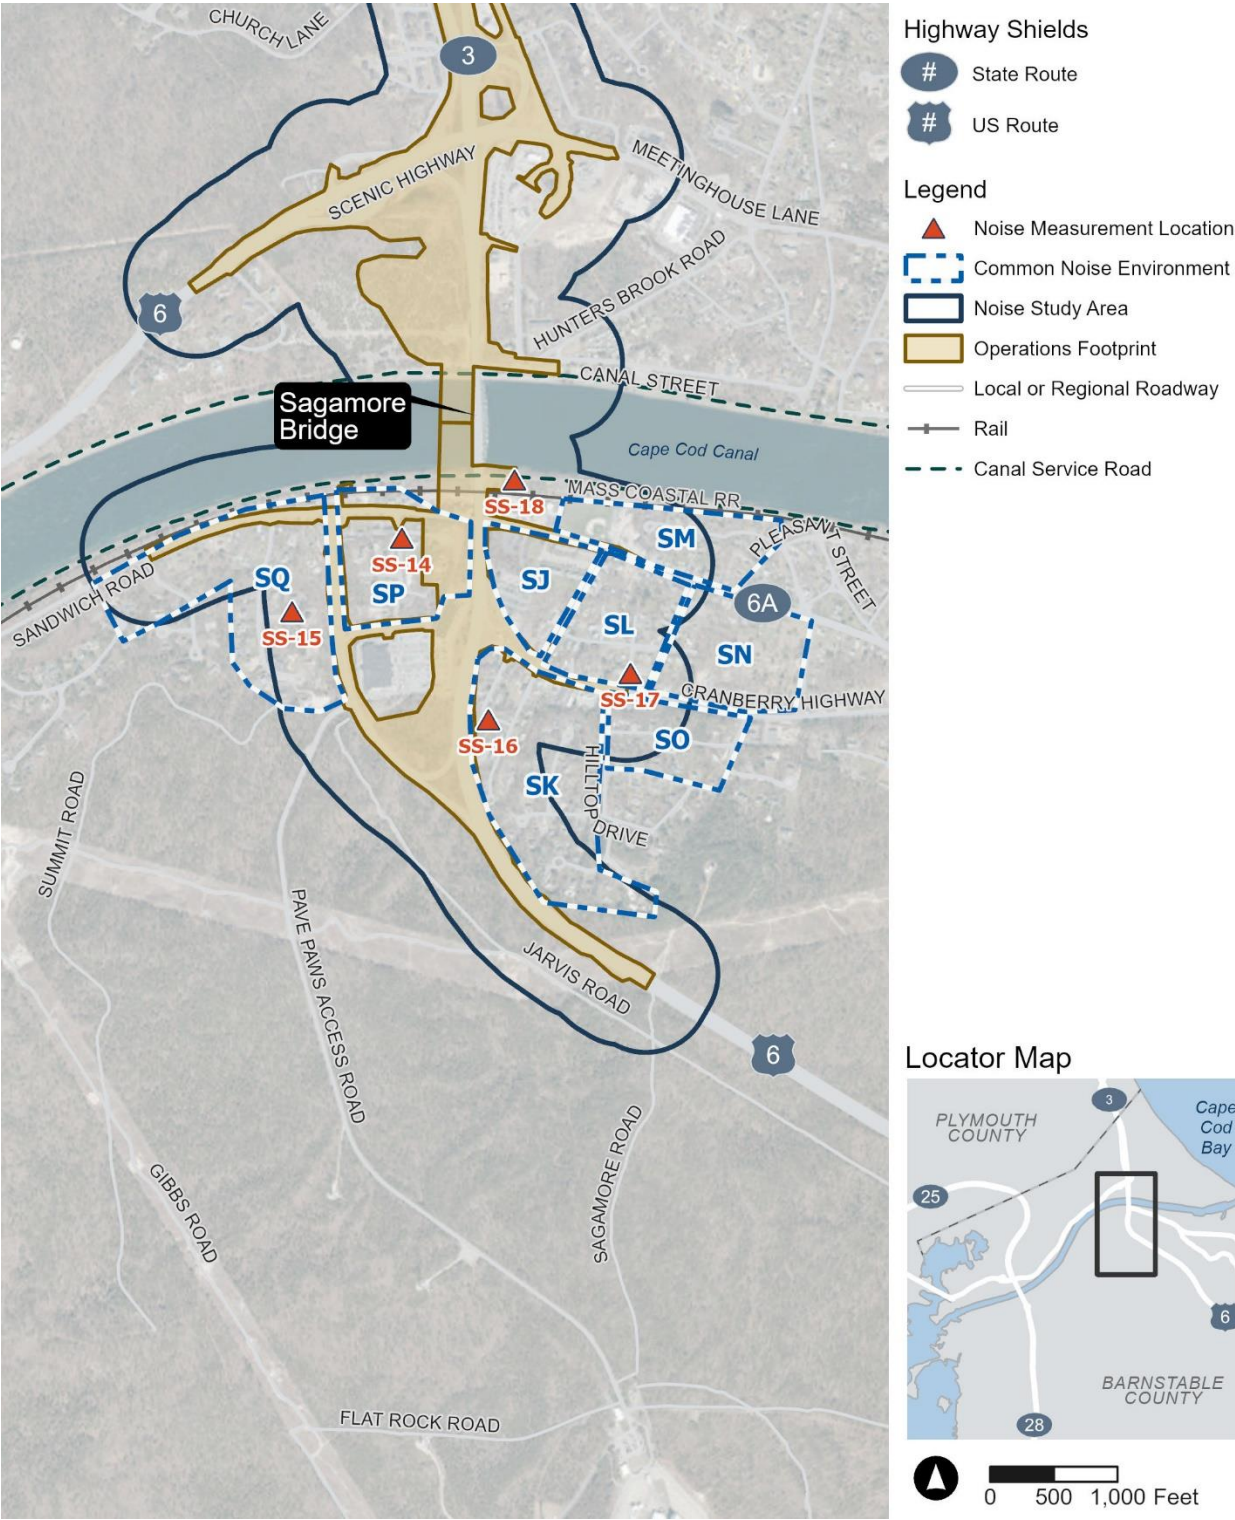 CHURCH LANE
3
SCENIC HIGHWAY
MEETINGHOUSE LANE
HUNTERS BROOK ROAD
6
CANAL STREET
Sagamore
Bridge
Cape Cod Canal
MASS COASTAL RR
SS-18
SM
PLEASANT STREET
SS-14
SANDWICH ROAD
SQ
SP
SJ
6A
SS-15
SL
SN
SS-17
CRANBERRY HIGHWAY
SS-16
SO
SK
HILLTOP
DRIVE
SUMMIT ROAD
PAVE PAWS ACCESS ROAD
JARVIS ROAD
6
SAGAMORE ROAD
GIBBS ROAD
FLAT ROCK ROAD
Highway Shields
# State Route
# US Route
Legend
Noise Measurement Location
Common Noise Environment
Noise Study Area
Operations Footprint
Local or Regional Roadway
Rail
Canal Service Road
Locator Map
3
PLYMOUTH
COUNTY
Cape
Cod
Bay
25
6
BARNSTABLE
COUNTY
28
0 500 1,000 Feet